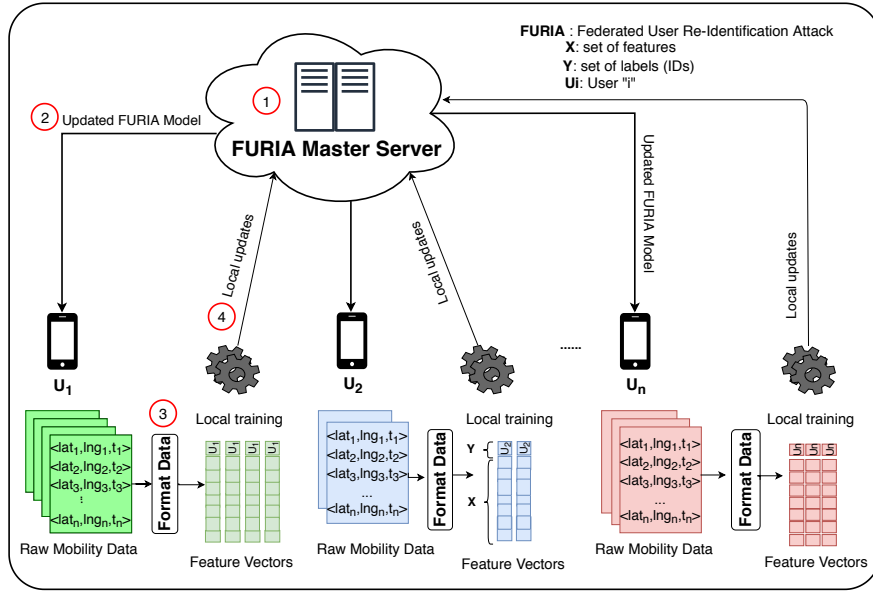 FURIA : Federated User Re-Identification Attack
X: set of features
Y: set of labels (IDs)
Ui: User "i"
1
2
Updated FURIA Model
FURIA Master Server
Updated FURIA Model
Local updates
Local updates
Local updates
4
......
U1
U2
Un
3
Local training
Local training
Local training
<lat1,lng1,t1>
<lat2,lng2,t2>
<lat3,lng3,t3>
...
<latn,lngn,tn>
Format Data
U1 U1 U1 U1
<lat1,lng1,t1>
<lat2,lng2,t2>
<lat3,lng3,t3>
...
<latn,lngn,tn>
Format Data
Y
X
U2 U2
<lat1,lng1,t1>
<lat2,lng2,t2>
<lat3,lng3,t3>
...
<latn,lngn,tn>
Format Data
Un Un Un
Raw Mobility Data
Feature Vectors
Raw Mobility Data
Feature Vectors
Raw Mobility Data
Feature Vectors